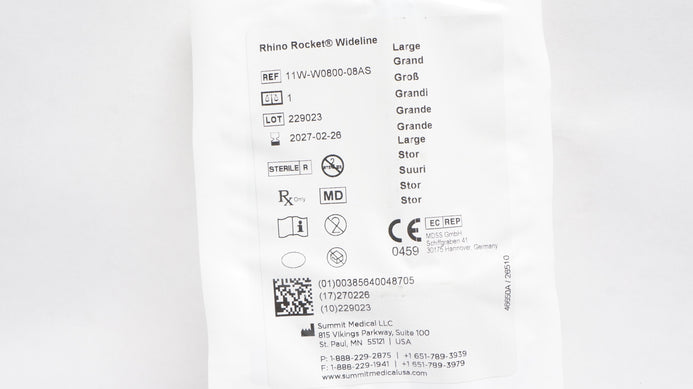 Rhino Rocket® Wideline
REF 11W-W0800-08AS
1
LOT 229023
2027-02-26
STERILE R
Rx Only MD
i
2
Large
Grand
Groß
Grandi
Grande
Grande
Large
Stor
Suuri
Stor
Stor
CE
0459
EC REP
MDSS GmbH
Schiffgraben 41
30175 Hannover, Germany
(01)00385640048705
(17)270226
(10)229023
Summit Medical LLC
815 Vikings Parkway, Suite 100
St. Paul, MN 55121 | USA
P: 1-888-229-2875 | +1 651-789-3939
F: 1-888-229-1941 | +1 651-789-3979
www.summitmedicalusa.com